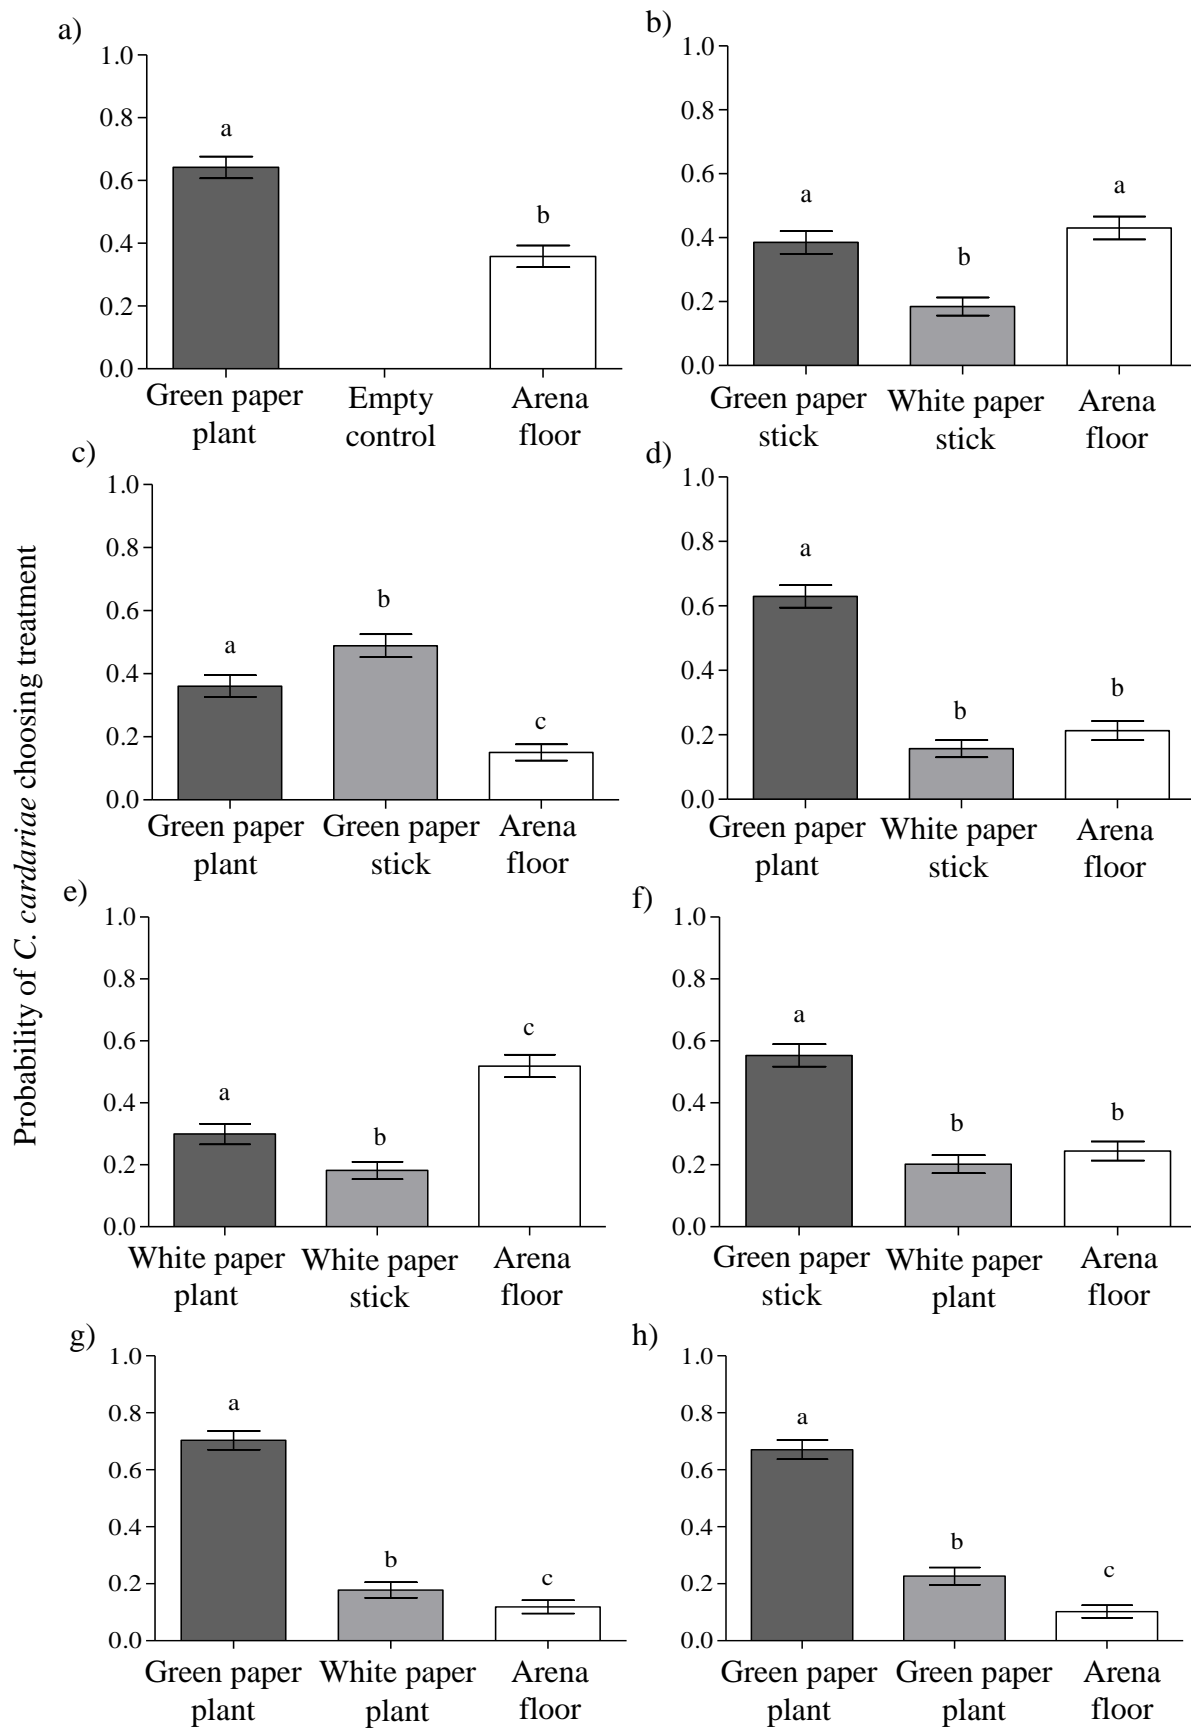 a)
1.0
0.8
0.6
0.4
0.2
0.0
a
b
Green paper
plant
Empty
control
Arena
floor
b)
1.0
0.8
0.6
0.4
0.2
0.0
a
b
a
Green paper
stick
White paper
stick
Arena
floor
Probability of C. cardariae choosing treatment
c)
1.0
0.8
0.6
0.4
0.2
0.0
a
b
c
Green paper
plant
Green paper
stick
Arena
floor
d)
1.0
0.8
0.6
0.4
0.2
0.0
a
b
b
Green paper
plant
White paper
stick
Arena
floor
e)
1.0
0.8
0.6
0.4
0.2
0.0
a
b
c
White paper
plant
White paper
stick
Arena
floor
f)
1.0
0.8
0.6
0.4
0.2
0.0
a
b
b
Green paper
stick
White paper
plant
Arena
floor
g)
1.0
0.8
0.6
0.4
0.2
0.0
a
b
c
Green paper
plant
White paper
plant
Arena
floor
h)
1.0
0.8
0.6
0.4
0.2
0.0
a
b
c
Green paper
plant
Green paper
plant
Arena
floor